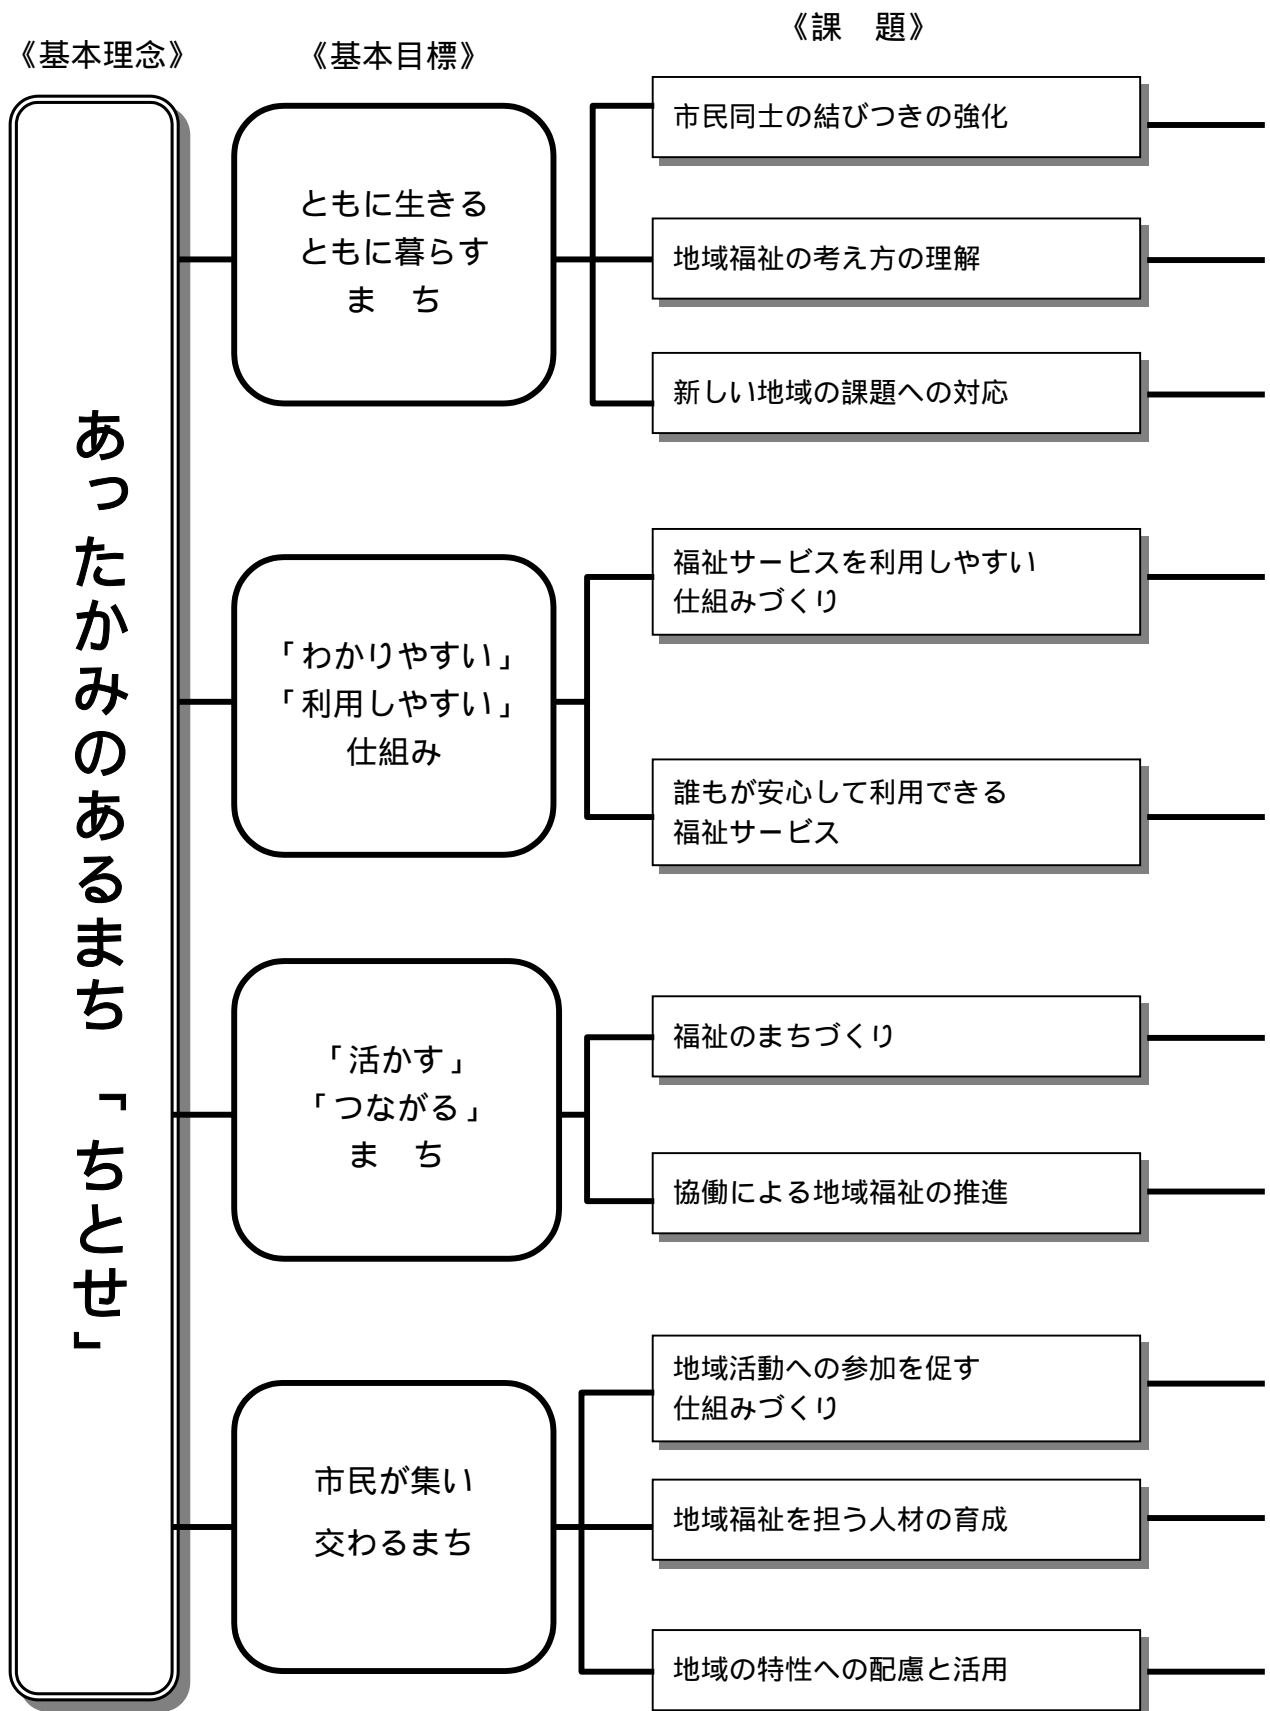 《基本理念》
《基本目標》
《課　題》
あったかみのあるまち「ちとせ」
ともに生きる
ともに暮らす
ま　ち
市民同士の結びつきの強化
地域福祉の考え方の理解
新しい地域の課題への対応
「わかりやすい」
「利用しやすい」
仕組み
福祉サービスを利用しやすい
仕組みづくり
誰もが安心して利用できる
福祉サービス
「活かす」
「つながる」
ま　ち
福祉のまちづくり
協働による地域福祉の推進
市民が集い
交わるまち
地域活動への参加を促す
仕組みづくり
地域福祉を担う人材の育成
地域の特性への配慮と活用